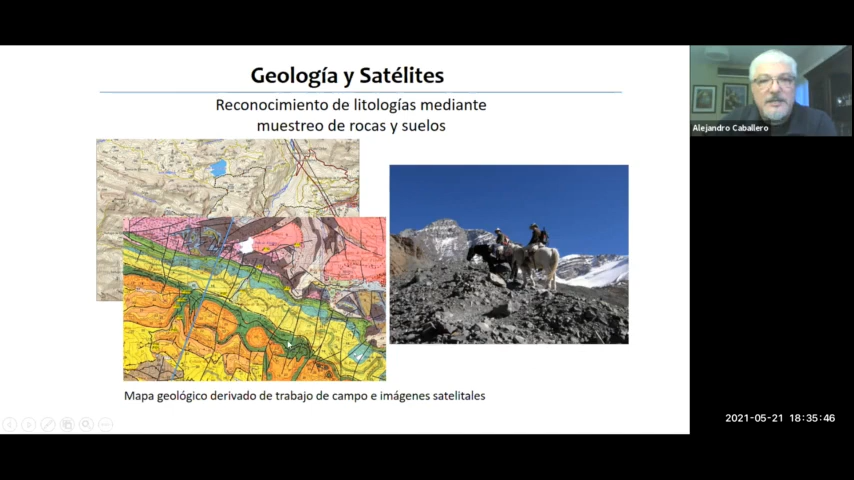 Geología y Satélites
Reconocimiento de litologías mediante
muestreo de rocas y suelos
Mapa geológico derivado de trabajo de campo e imágenes satelitales
Alejandro Caballero
2021-05-21 18:35:46